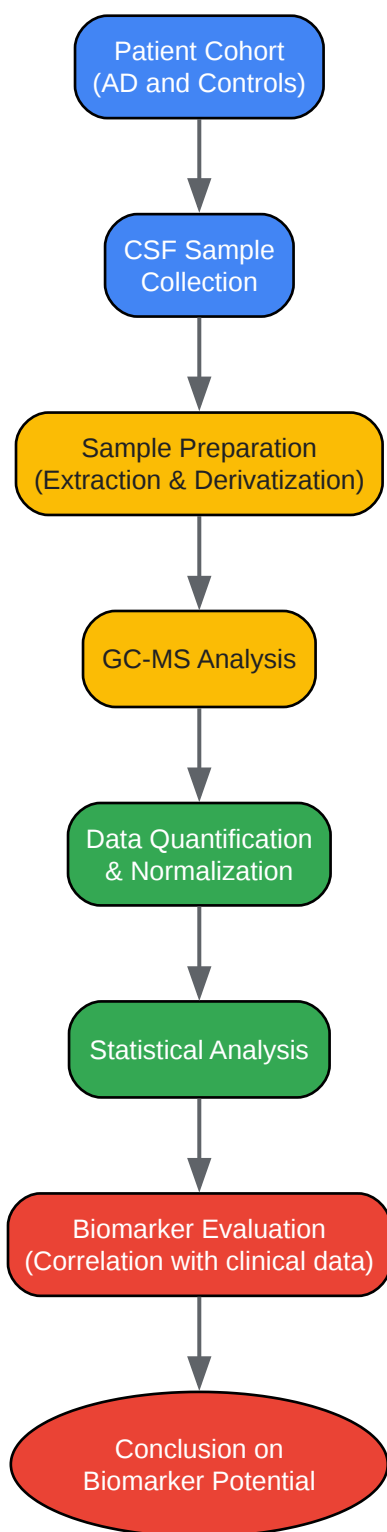 Patient Cohort
(AD and Controls)
CSF Sample
Collection
Sample Preparation
(Extraction & Derivatization)
GC-MS Analysis
Data Quantification
& Normalization
Statistical Analysis
Biomarker Evaluation
(Correlation with clinical data)
Conclusion on
Biomarker Potential